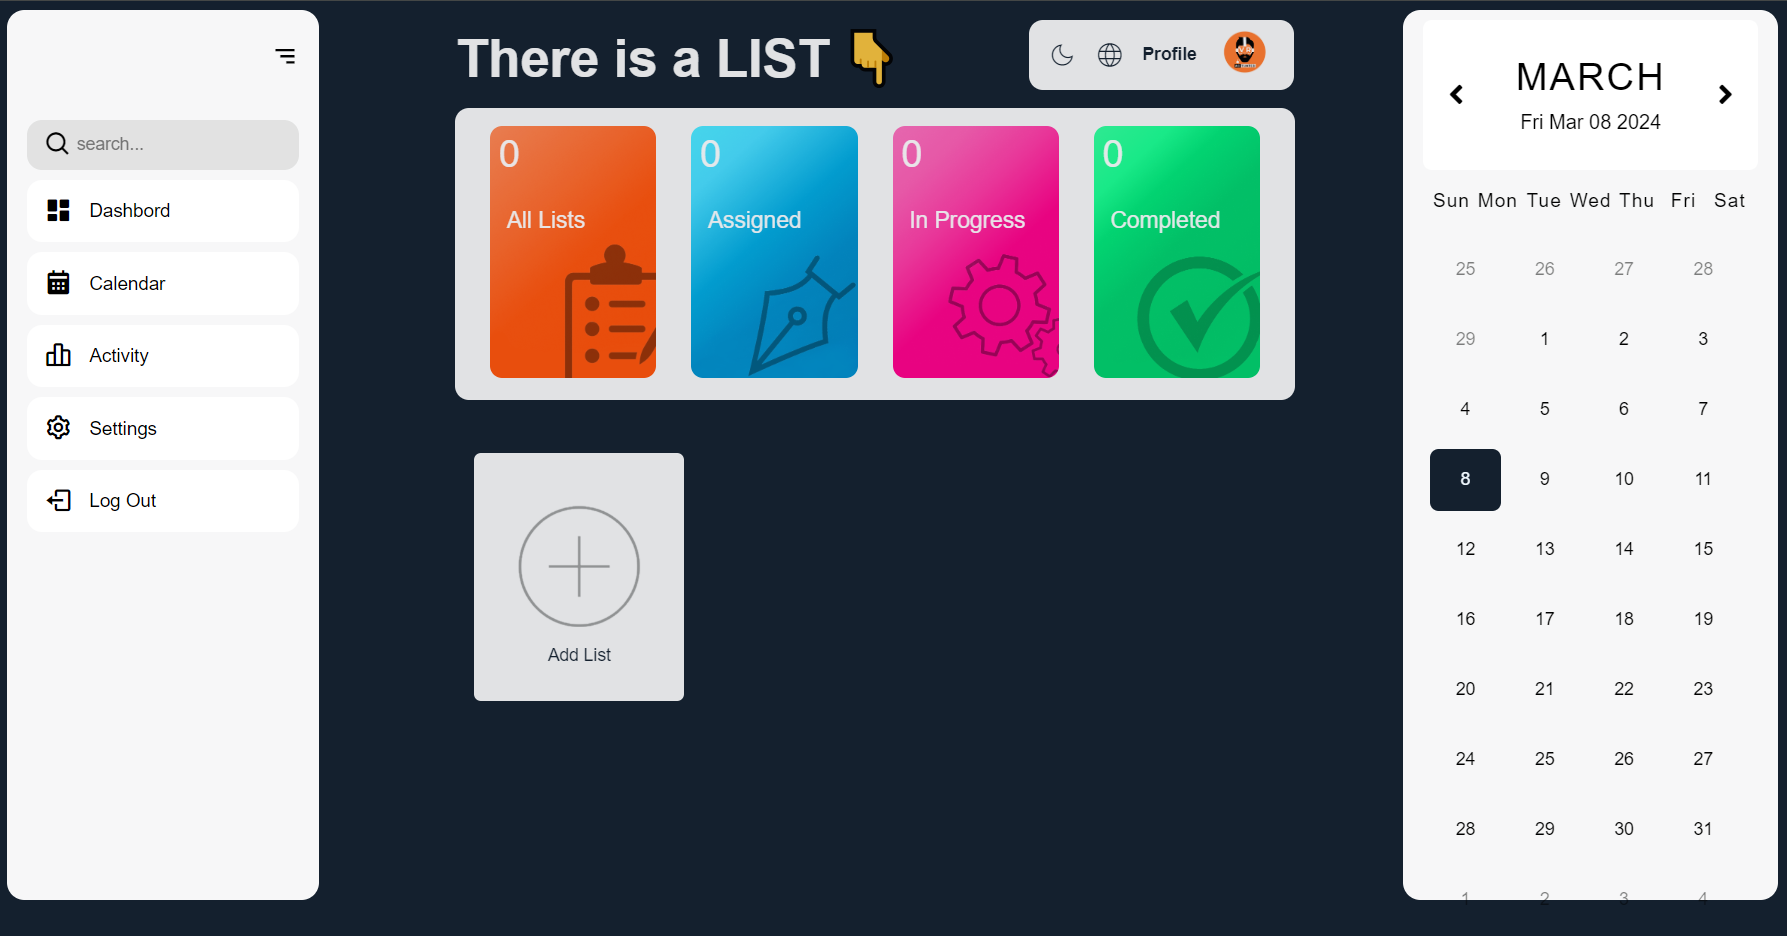 search...
Dashbord
Calendar
Activity
Settings
Log Out
There is a LIST
Profile
0
All Lists
0
Assigned
0
In Progress
0
Completed
Add List
MARCH
Fri Mar 08 2024
Sun Mon Tue Wed Thu Fri Sat
25 26 27 28
29 1 2 3
4 5 6 7
8 9 10 11
12 13 14 15
16 17 18 19
20 21 22 23
24 25 26 27
28 29 30 31
1 2 3 4